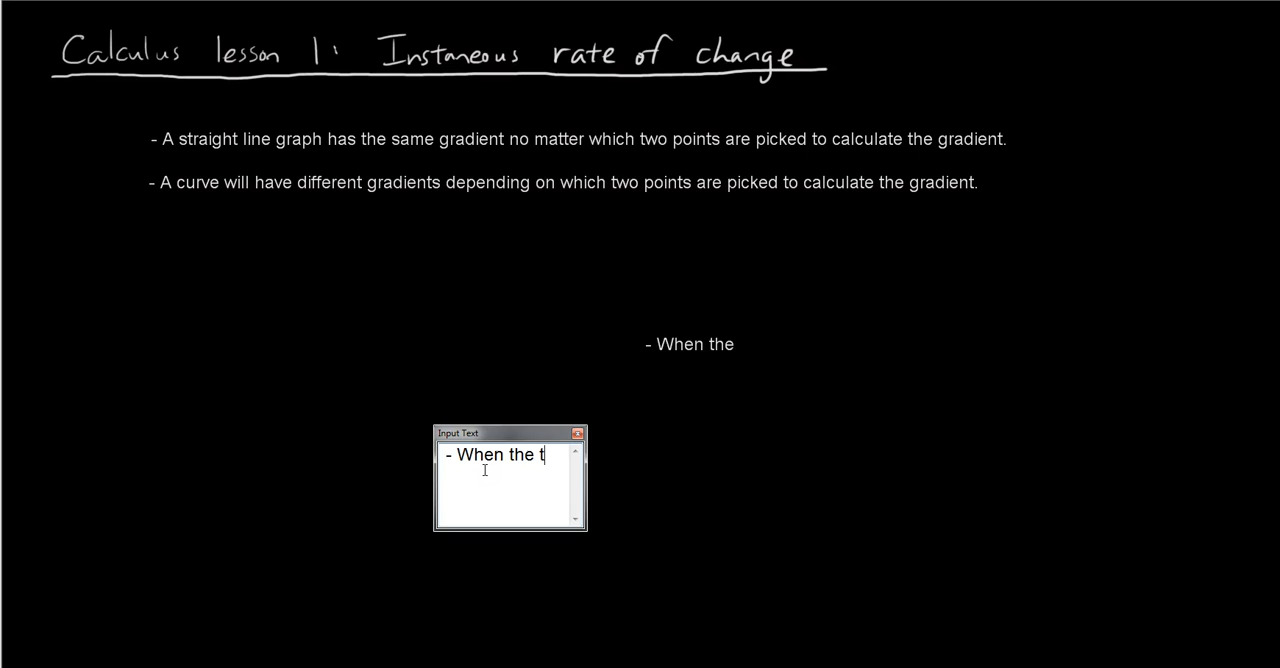 Calculus lesson 1: Instaneous rate of change
- A straight line graph has the same gradient no matter which two points are picked to calculate the gradient.
- A curve will have different gradients depending on which two points are picked to calculate the gradient.
- When the
Input Text
- When the t